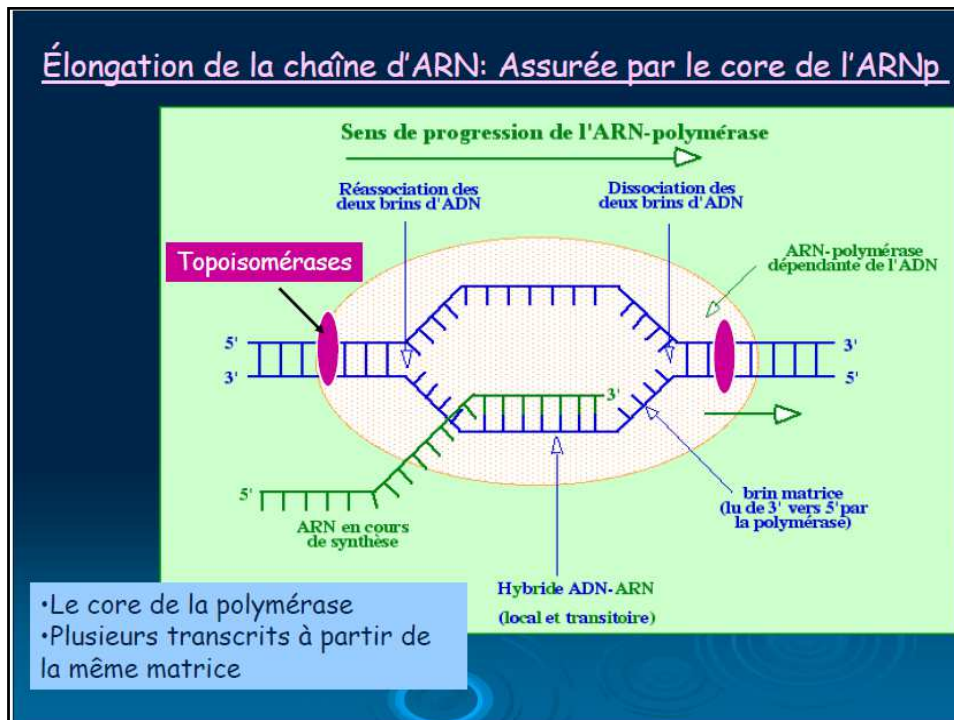 Élongation de la chaîne d'ARN: Assurée par le core de l'ARNp
Sens de progression de l'ARN-polymérase
Réassociation des
deux brins d'ADN
Dissociation des
deux brins d'ADN
Topoisomérases
ARN-polymérase
dépendante de l'ADN
5'
3'
3'
5'
3'
5'
ARN en cours
de synthèse
brin matrice
(lu de 3' vers 5'par
la polymérase)
Hybride ADN-ARN
(local et transitoire)
•Le core de la polymérase
•Plusieurs transcrits à partir de
la même matrice